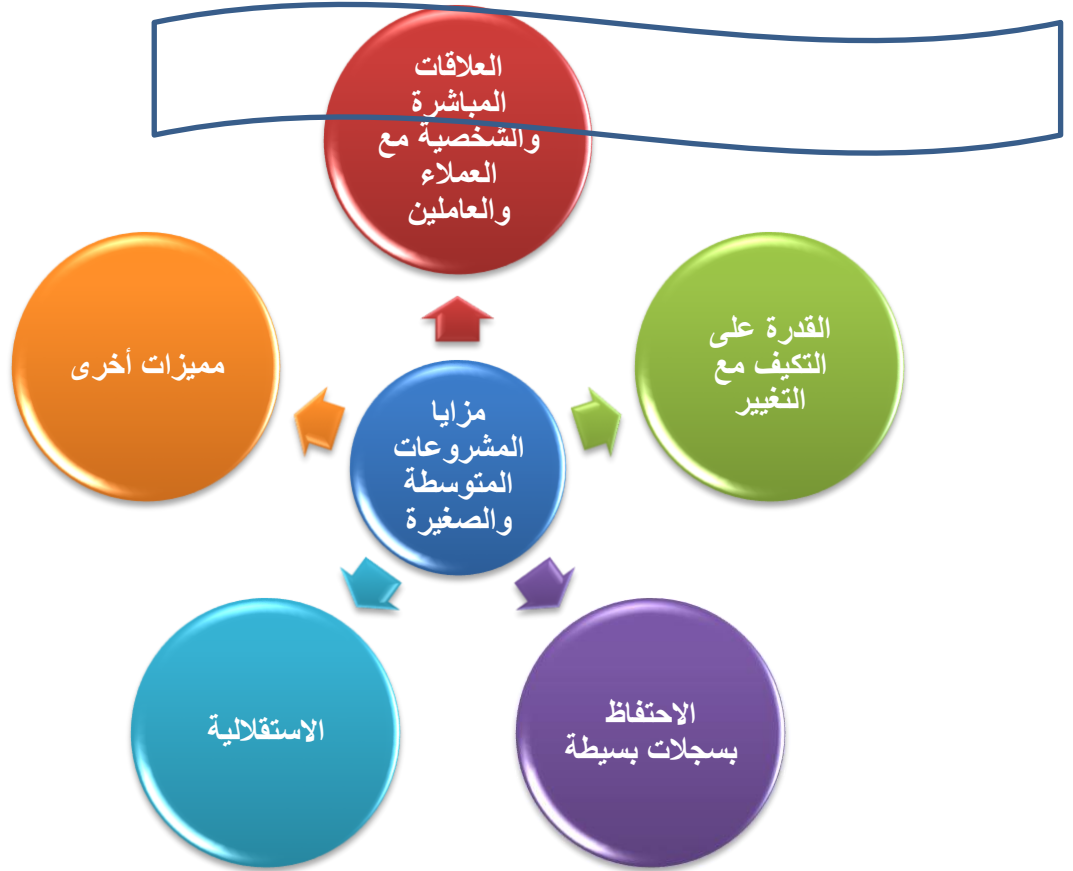 العلاقات
المباشرة
والشخصية مع
العملاء
والعاملين
القدرة على
التكيف مع
التغيير
مميزات أخرى
مزايا
المشروعات
المتوسطة
والصغيرة
الاحتفاظ
بسجلات بسيطة
الاستقلالية